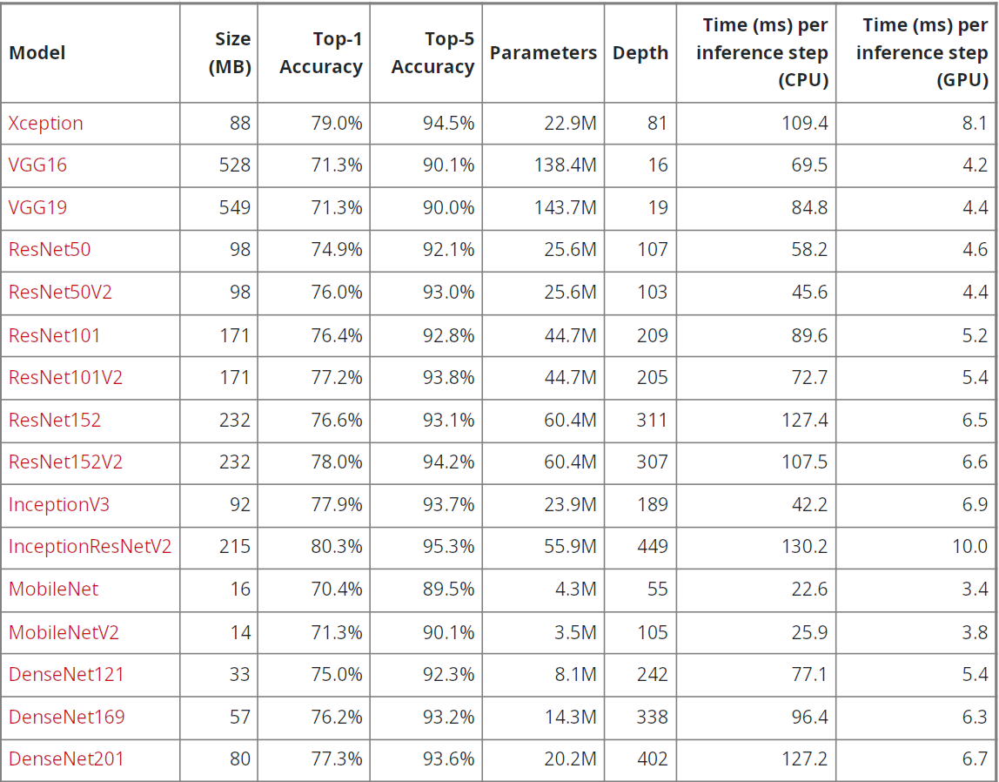 Model Size (MB) Top-1 Accuracy Top-5 Accuracy Parameters Depth Time (ms) per inference step (CPU) Time (ms) per inference step (GPU)
Xception 88 79.0% 94.5% 22.9M 81 109.4 8.1
VGG16 528 71.3% 90.1% 138.4M 16 69.5 4.2
VGG19 549 71.3% 90.0% 143.7M 19 84.8 4.4
ResNet50 98 74.9% 92.1% 25.6M 107 58.2 4.6
ResNet50V2 98 76.0% 93.0% 25.6M 103 45.6 4.4
ResNet101 171 76.4% 92.8% 44.7M 209 89.6 5.2
ResNet101V2 171 77.2% 93.8% 44.7M 205 72.7 5.4
ResNet152 232 76.6% 93.1% 60.4M 311 127.4 6.5
ResNet152V2 232 78.0% 94.2% 60.4M 307 107.5 6.6
InceptionV3 92 77.9% 93.7% 23.9M 189 42.2 6.9
InceptionResNetV2 215 80.3% 95.3% 55.9M 449 130.2 10.0
MobileNet 16 70.4% 89.5% 4.3M 55 22.6 3.4
MobileNetV2 14 71.3% 90.1% 3.5M 105 25.9 3.8
DenseNet121 33 75.0% 92.3% 8.1M 242 77.1 5.4
DenseNet169 57 76.2% 93.2% 14.3M 338 96.4 6.3
DenseNet201 80 77.3% 93.6% 20.2M 402 127.2 6.7